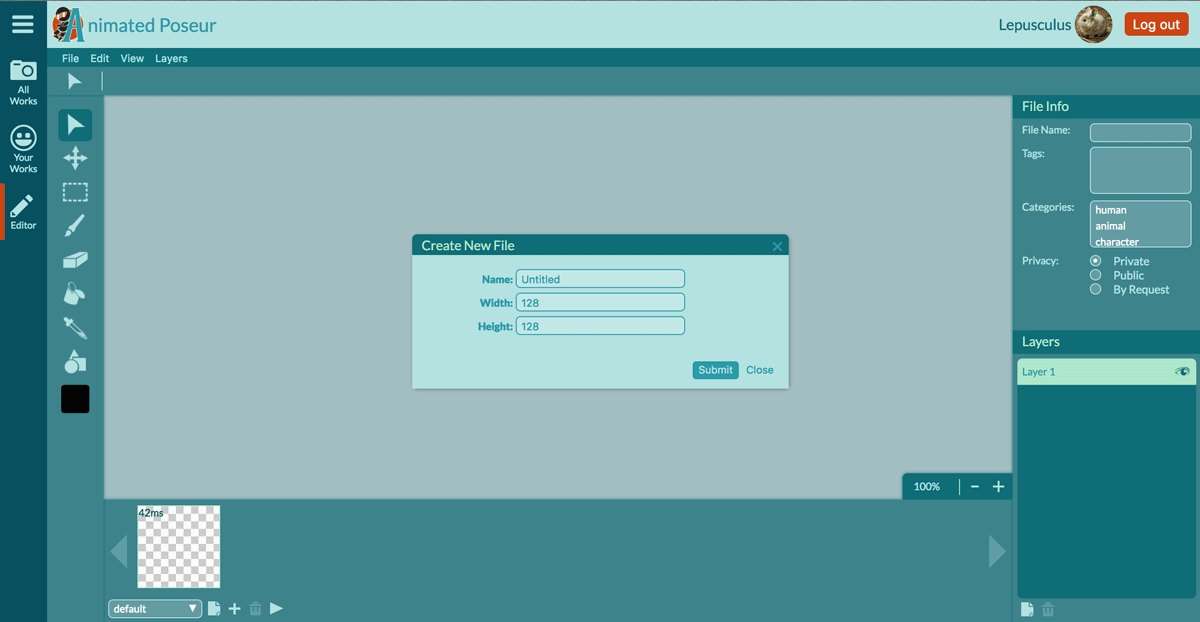 Animated Poseur
Lepusculus
Log out
File Edit View Layers
All
Works
Your
Works
Editor
Create New File
Name: Untitled
Width: 128
Height: 128
Submit Close
File Info
File Name:
Tags:
Categories:
human
animal
character
Privacy:
Private
Public
By Request
Layers
Layer 1
100%
42ms
default